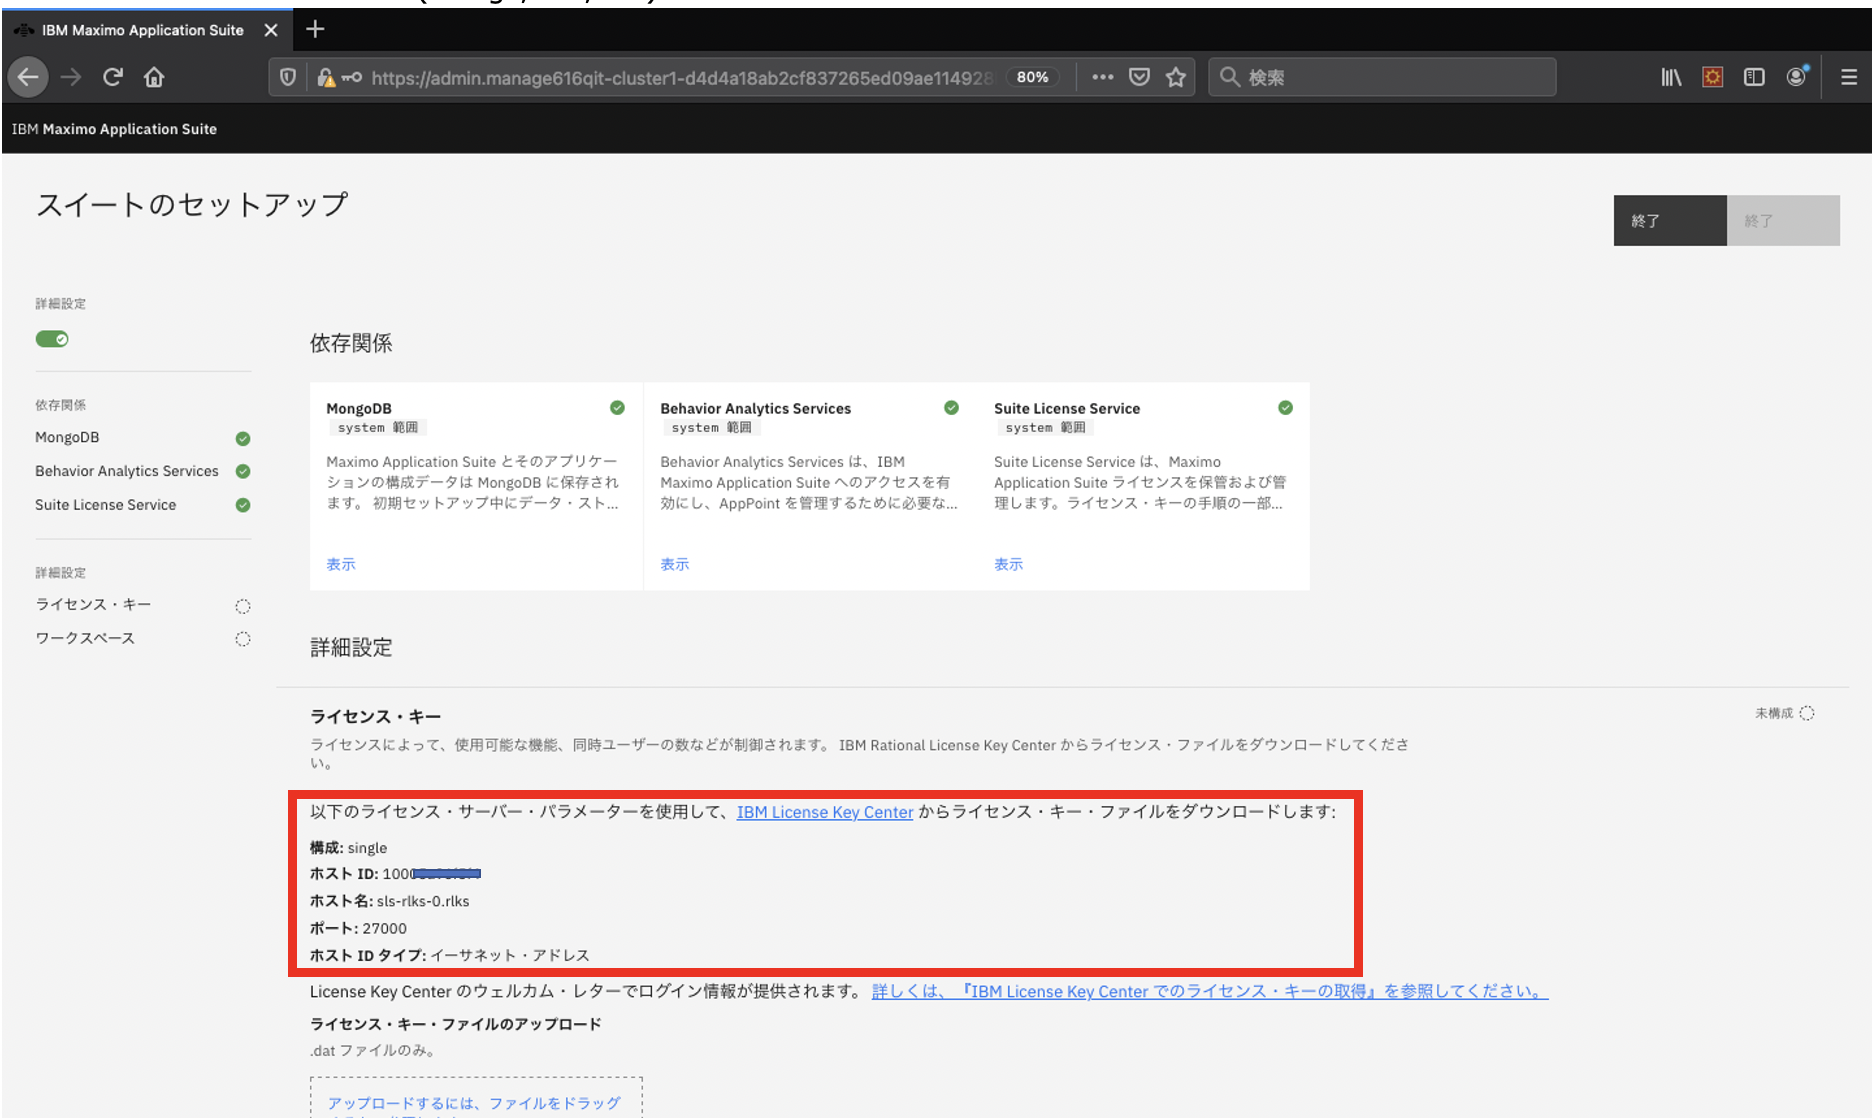 IBM Maximo Application Suite
https://admin.manage616qit-cluster1-d4d4a18ab2cf837265ed09ae114928
80%
検索
IBM Maximo Application Suite
スイートのセットアップ
終了
終了
詳細設定
依存関係
MongoDB
Behavior Analytics Services
Suite License Service
詳細設定
ライセンス・キー
ワークスペース
依存関係
MongoDB
system 範囲
Maximo Application Suite とそのアプリケー
ションの構成データは MongoDB に保存され
ます。 初期セットアップ中にデータ・スト...
表示
Behavior Analytics Services
system 範囲
Behavior Analytics Services は、IBM
Maximo Application Suite へのアクセスを有
効にし、AppPoint を管理するために必要な...
表示
Suite License Service
system 範囲
Suite License Service は、Maximo
Application Suite ライセンスを保管および管
理します。ライセンス・キーの手順の一部...
表示
詳細設定
ライセンス・キー
未構成
ライセンスによって、使用可能な機能、同時ユーザーの数などが制御されます。 IBM Rational License Key Center からライセンス・ファイルをダウンロードしてくださ
い。
以下のライセンス・サーバー・パラメーターを使用して、IBM License Key Center からライセンス・キー・ファイルをダウンロードします:
構成: single
ホスト ID: 1000
ホスト名: sls-rlks-0.rlks
ポート: 27000
ホスト ID タイプ: イーサネット・アドレス
License Key Center のウェルカム・レターでログイン情報が提供されます。 詳しくは、『IBM License Key Center でのライセンス・キーの取得』を参照してください。
ライセンス・キー・ファイルのアップロード
.dat ファイルのみ。
アップロードするには、ファイルをドラッグ